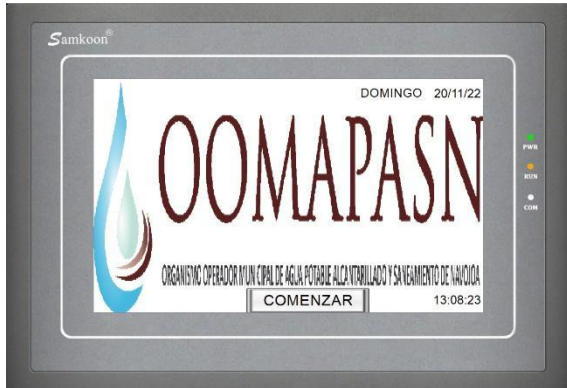 Samkoon®
DOMINGO 20/11/22
OOMAPASN
ORGANISMO OPERADOR MUNICIPAL DE AGUA POTABLE ALCANTARILLADO Y SANEAMIENTO DE NAVOJOA
COMENZAR
13:08:23
PWR
RUN
COM